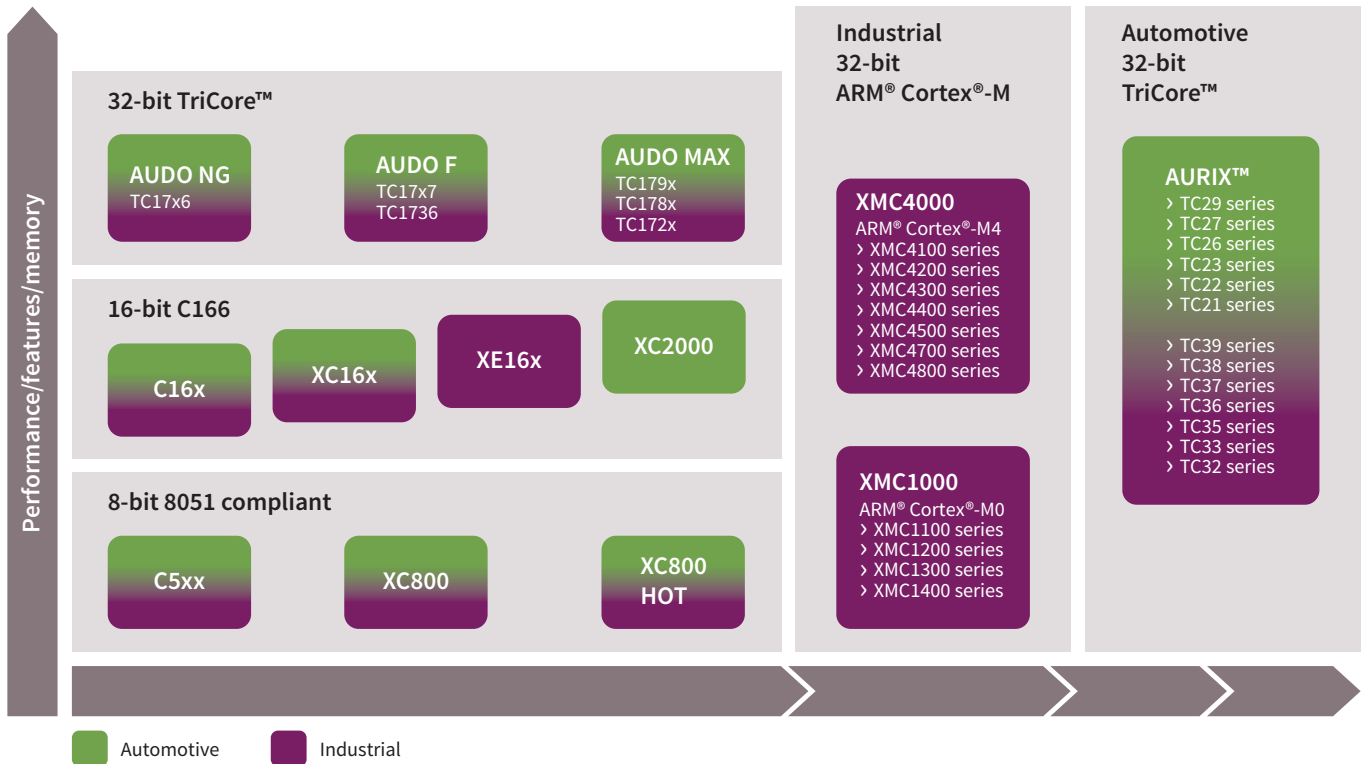 Performance/features/memory
32-bit TriCore™
AUDO NG
TC17x6
AUDO F
TC17x7
TC1736
AUDO MAX
TC179x
TC178x
TC172x
16-bit C166
C16x
XC16x
XE16x
XC2000
8-bit 8051 compliant
C5xx
XC800
XC800
HOT
Industrial
32-bit
ARM® Cortex®-M
XMC4000
ARM® Cortex®-M4
› XMC4100 series
› XMC4200 series
› XMC4300 series
› XMC4400 series
› XMC4500 series
› XMC4700 series
› XMC4800 series
XMC1000
ARM® Cortex®-M0
› XMC1100 series
› XMC1200 series
› XMC1300 series
› XMC1400 series
Automotive
32-bit
TriCore™
AURIX™
› TC29 series
› TC27 series
› TC26 series
› TC23 series
› TC22 series
› TC21 series
› TC39 series
› TC38 series
› TC37 series
› TC36 series
› TC35 series
› TC33 series
› TC32 series
Automotive
Industrial